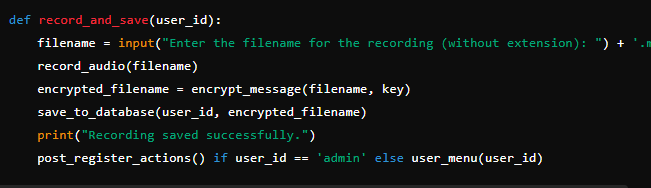 def record_and_save(user_id):
filename = input("Enter the filename for the recording (without extension): ") + '.
record_audio(filename)
encrypted_filename = encrypt_message(filename, key)
save_to_database(user_id, encrypted_filename)
print("Recording saved successfully.")
post_register_actions() if user_id == 'admin' else user_menu(user_id)